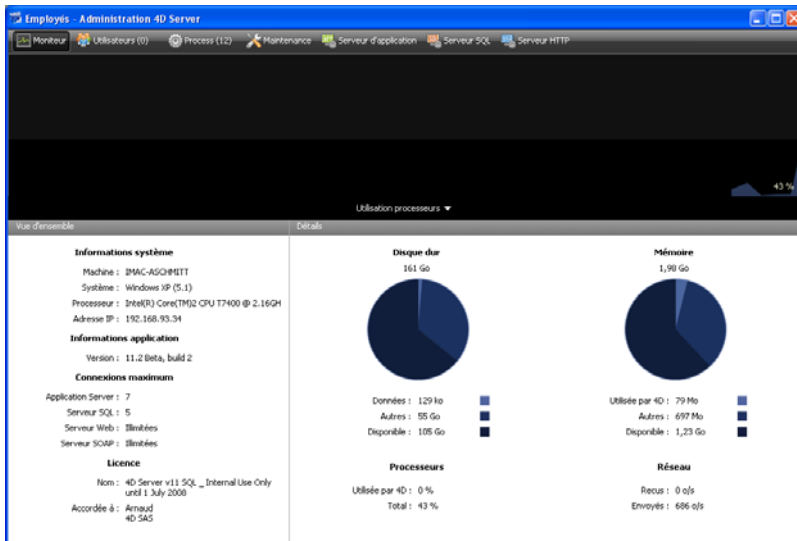 Employés - Administration 4D Server
Moniteur
Utilisateurs (0)
Process (12)
Maintenance
Serveur d'application
Serveur SQL
Serveur HTTP
43 %
Utilisation processeurs
Vue d'ensemble
Informations système
Machine : IMAC-ASCHMITT
Système : Windows XP (5.1)
Processeur : Intel(R) Core(TM)2 CPU T7400 @ 2.16GH
Adresse IP : 192.168.93.34
Informations application
Version : 11.2 Beta, build 2
Connexions maximum
Application Server : 7
Serveur SQL : 5
Serveur Web : Illimitées
Serveur SOAP : Illimitées
Licence
Nom : 4D Server v11 SQL _ Internal Use Only
until 1 July 2008
Accordée à : Arnaud
4D SAS
Détails
Disque dur
161 Go
Données : 129 ko
Autres : 55 Go
Disponible : 105 Go
Mémoire
1,98 Go
Utilisée par 4D : 79 Mo
Autres : 697 Mo
Disponible : 1,23 Go
Processeurs
Utilisée par 4D : 0 %
Total : 43 %
Réseau
Recus : 0 o/s
Envoyés : 686 o/s